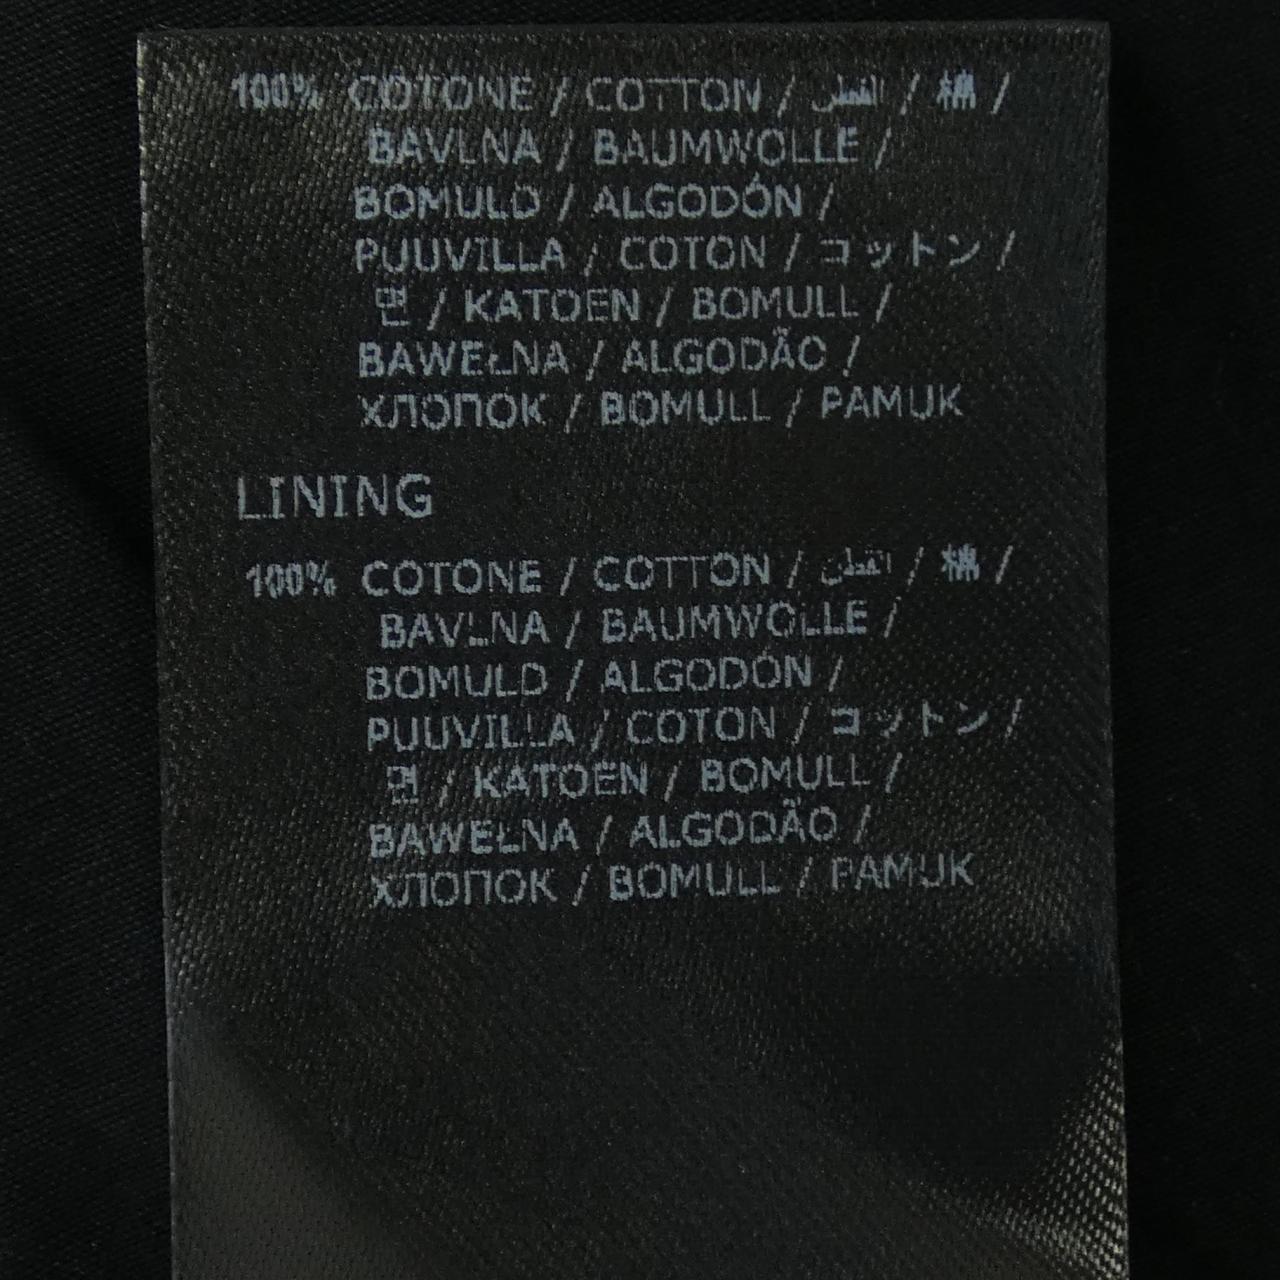 100% COTONE / COTTON / القطن / 棉 /
BAVLNA / BAUMWOLLE /
BOMULD / ALGODÓN /
PUUVILLA / COTON / コットン /
면 / KATOEN / BOMULL /
BAWEŁNA / ALGODÃO /
ХЛОПОК / BOMULL / PAMUK
LINING
100% COTONE / COTTON / القطن / 棉 /
BAVLNA / BAUMWOLLE /
BOMULD / ALGODÓN /
PUUVILLA / COTON / コットン /
면 / KATOEN / BOMULL /
BAWEŁNA / ALGODÃO /
ХЛОПОК / BOMULL / PAMUK